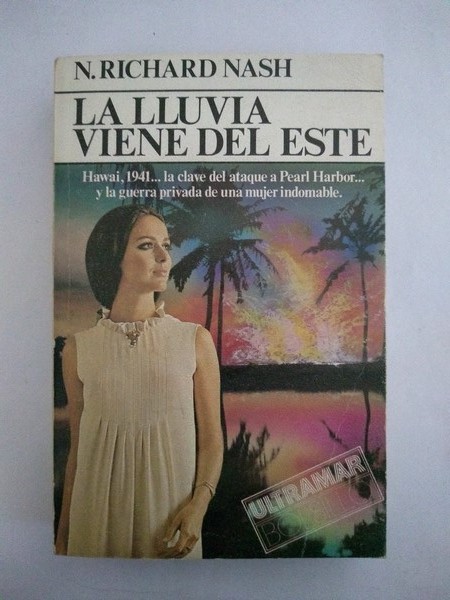 N. RICHARD NASH
LA LLUVIA
VIENE DEL ESTE
Hawai, 1941... la clave del ataque a Pearl Harbor...
y la guerra privada de una mujer indomable.
ULTRAMAR
BOLSILLO